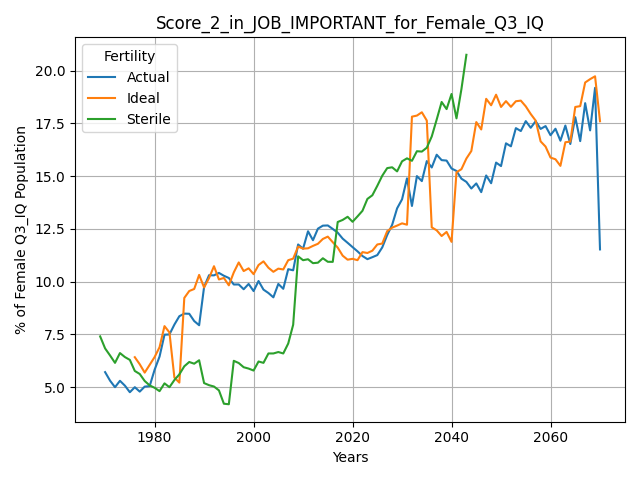 Score_2_in_JOB_IMPORTANT_for_Female_Q3_IQ
Fertility
Actual
Ideal
Sterile
% of Female Q3_IQ Population
20.0
17.5
15.0
12.5
10.0
7.5
5.0
1980
2000
2020
2040
2060
Years